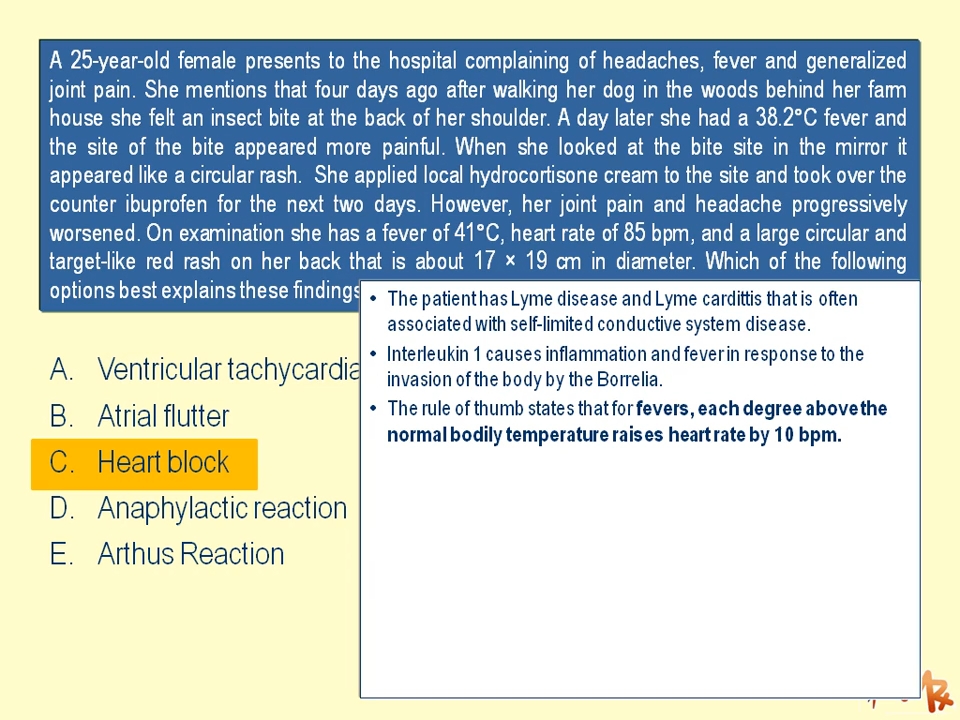 A 25-year-old female presents to the hospital complaining of headaches, fever and generalized
joint pain. She mentions that four days ago after walking her dog in the woods behind her farm
house she felt an insect bite at the back of her shoulder. A day later she had a 38.2°C fever and
the site of the bite appeared more painful. When she looked at the bite site in the mirror it
appeared like a circular rash. She applied local hydrocortisone cream to the site and took over the
counter ibuprofen for the next two days. However, her joint pain and headache progressively
worsened. On examination she has a fever of 41°C, heart rate of 85 bpm, and a large circular and
target-like red rash on her back that is about 17 × 19 cm in diameter. Which of the following
options best explains these findings
A. Ventricular tachycardia
B. Atrial flutter
C. Heart block
D. Anaphylactic reaction
E. Arthus Reaction
• The patient has Lyme disease and Lyme cardittis that is often
associated with self-limited conductive system disease.
• Interleukin 1 causes inflammation and fever in response to the
invasion of the body by the Borrelia.
• The rule of thumb states that for fevers, each degree above the
normal bodily temperature raises heart rate by 10 bpm.